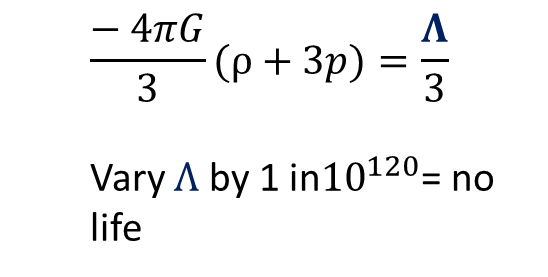 −4πG/3 (ρ + 3p) = Λ/3
Vary Λ by 1 in10¹²⁰= no
life